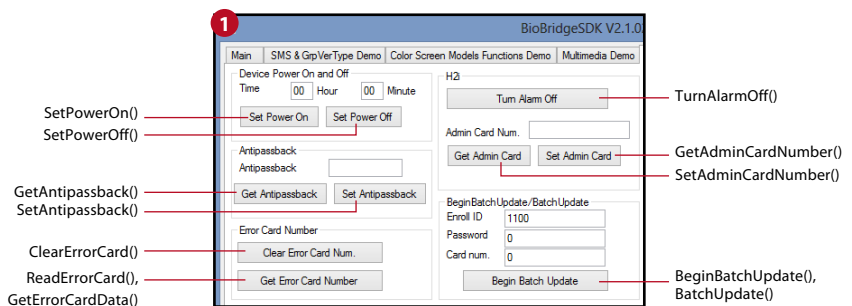 1
BioBridgeSDK V2.1.0
Main SMS & GrpVerType Demo Color Screen Models Functions Demo Multimedia Demo
Device Power On and Off
Time 00 Hour 00 Minute
Set Power On Set Power Off
SetPowerOn()
SetPowerOff()
Antipassback
Antipassback
Get Antipassback Set Antipassback
GetAntipassback()
SetAntipassback()
Error Card Number
Clear Error Card Num.
Get Error Card Number
ClearErrorCard()
ReadErrorCard(),
GetErrorCardData()
H2i
Turn Alarm Off
TurnAlarmOff()
Admin Card Num.
Get Admin Card Set Admin Card
GetAdminCardNumber()
SetAdminCardNumber()
BeginBatchUpdate/BatchUpdate
Enroll ID 1100
Password 0
Card num. 0
Begin Batch Update
BeginBatchUpdate(),
BatchUpdate()